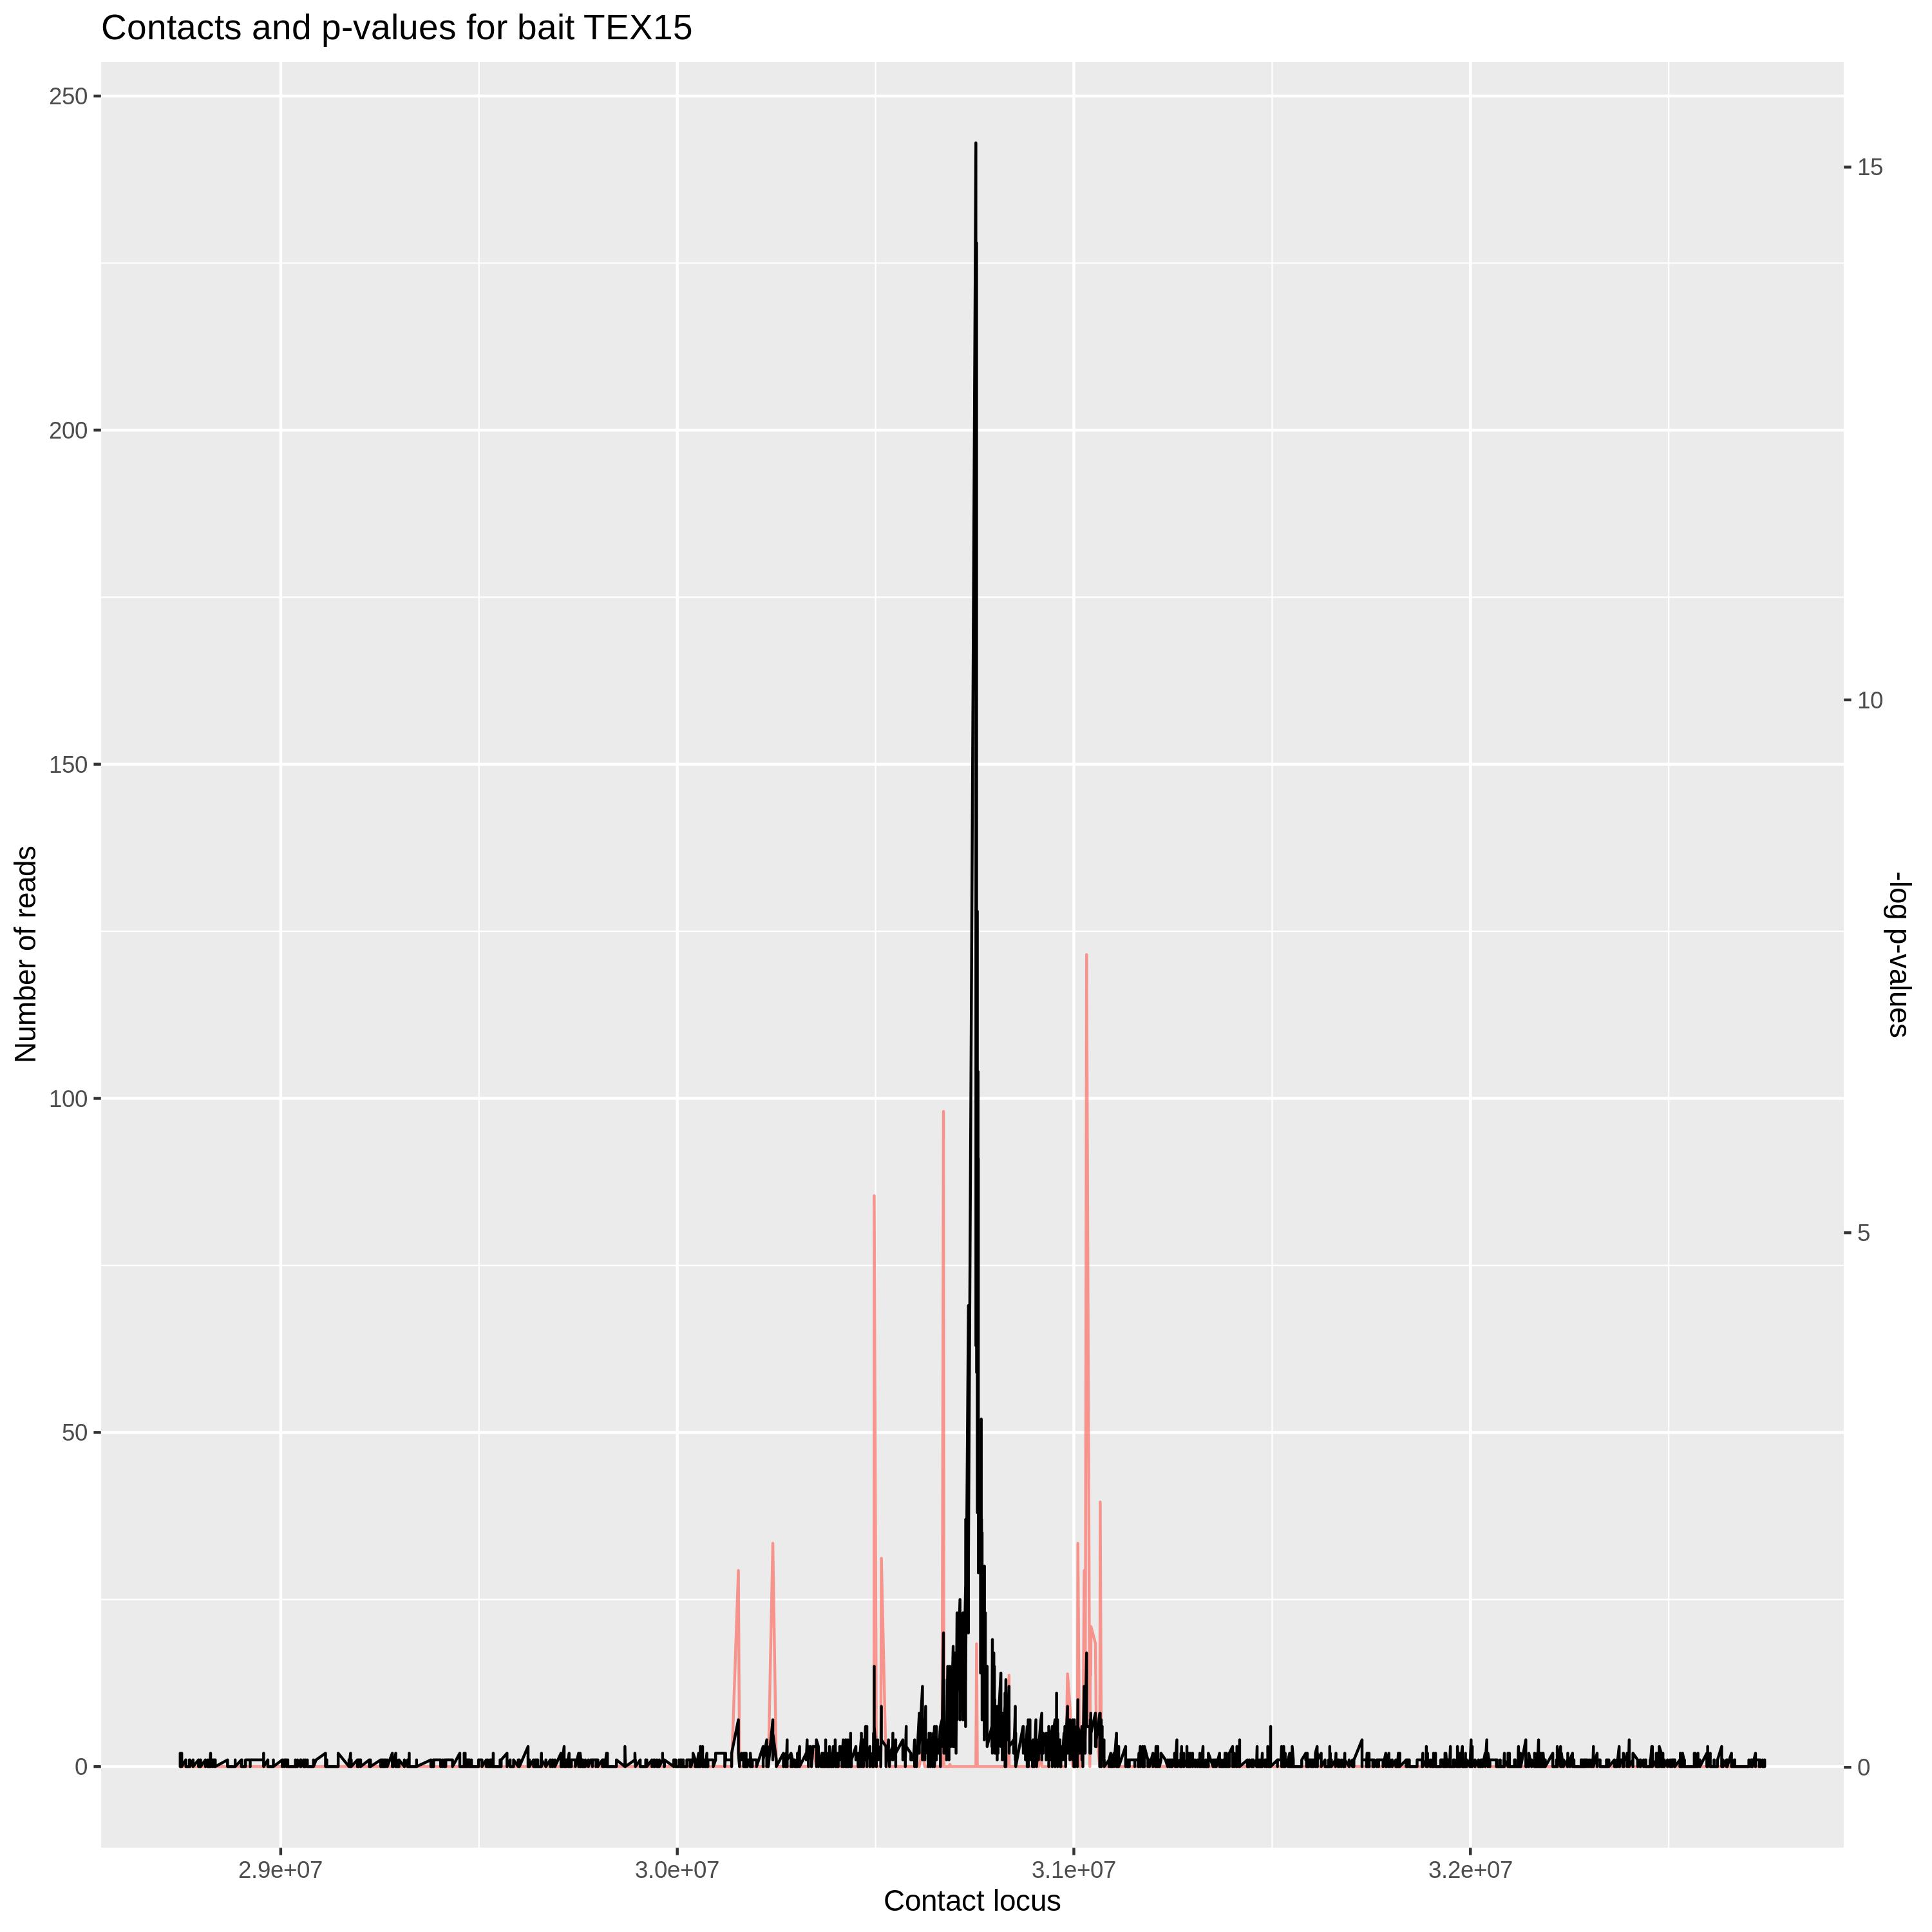 Contacts and p-values for bait TEX15
250
200
150
100
50
0
Number of reads
15
10
5
0
-log p-values
2.9e+07
3.0e+07
3.1e+07
3.2e+07
Contact locus